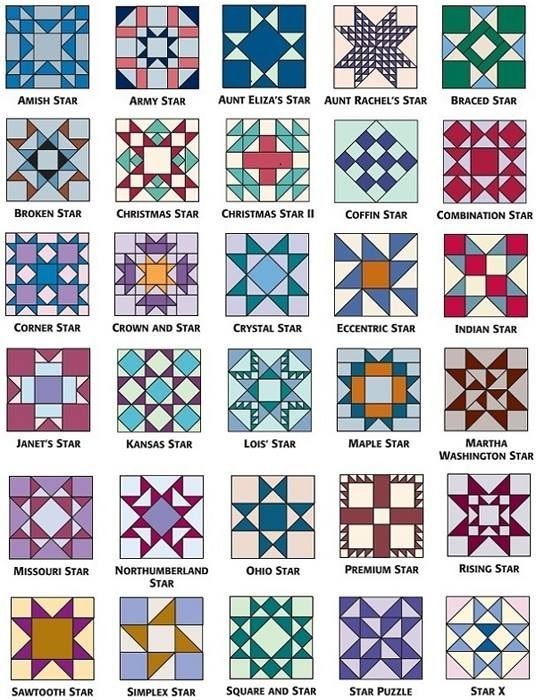 AMISH STAR
ARMY STAR
AUNT ELIZA'S STAR
AUNT RACHEL'S STAR
BRACED STAR
BROKEN STAR
CHRISTMAS STAR
CHRISTMAS STAR II
COFFIN STAR
COMBINATION STAR
CORNER STAR
CROWN AND STAR
CRYSTAL STAR
ECCENTRIC STAR
INDIAN STAR
JANET'S STAR
KANSAS STAR
LOIS' STAR
MAPLE STAR
MARTHA
WASHINGTON STAR
MISSOURI STAR
NORTHUMBERLAND
STAR
OHIO STAR
PREMIUM STAR
RISING STAR
SAWTOOTH STAR
SIMPLEX STAR
SQUARE AND STAR
STAR PUZZLE
STAR X